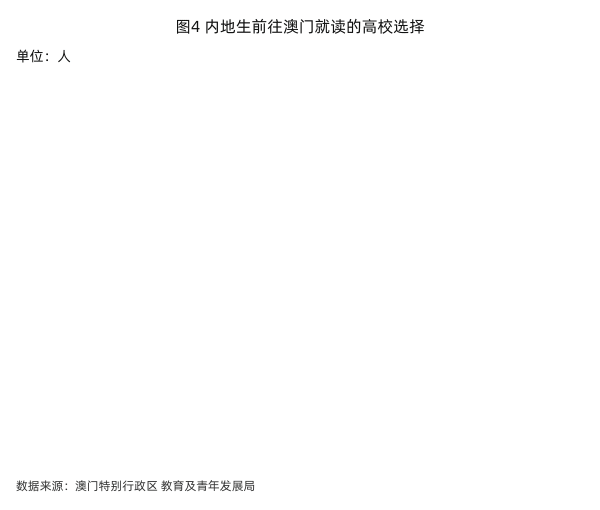 图4 内地生前往澳门就读的高校选择
单位：人
数据来源：澳门特别行政区 教育及青年发展局